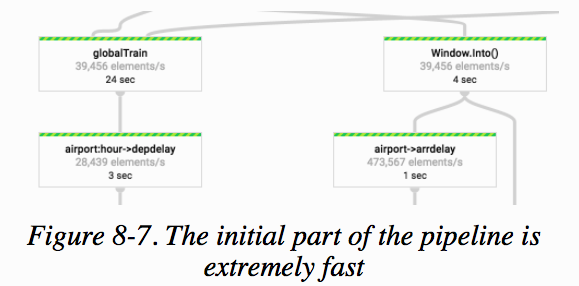 globalTrain
39,456 elements/s
24 sec
Window.Into()
39,456 elements/s
4 sec
airport:hour->depdelay
28,439 elements/s
3 sec
airport->arrdelay
473,567 elements/s
1 sec
Figure 8-7. The initial part of the pipeline is
extremely fast